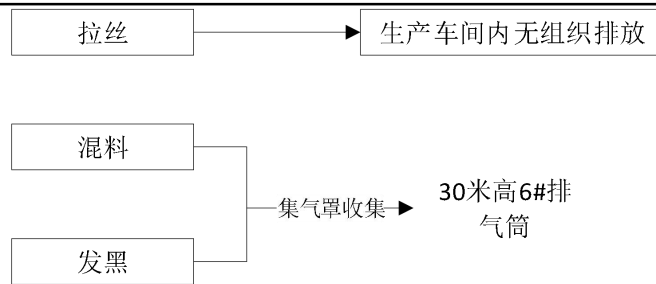 拉丝
生产车间内无组织排放
混料
集气罩收集
30米高6#排
气筒
发黑